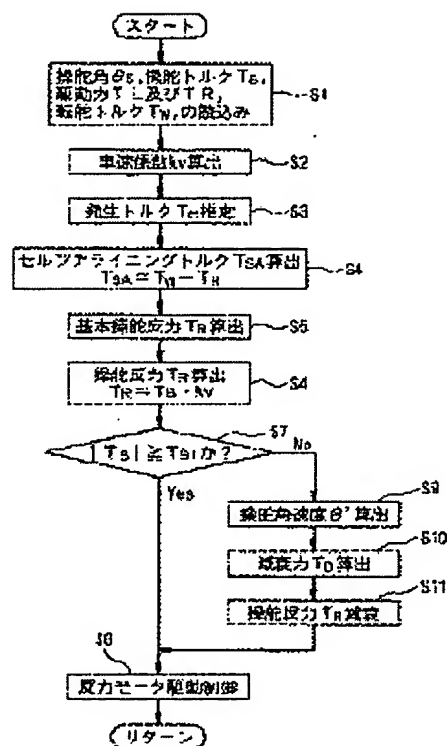 スタート
操舵角θs,操舵トルクTs,
駆動力TL及びTR,
転舵トルクTw,の読込み
S1
車速係数kv算出
S2
発生トルクTH推定
S3
セルフアライニングトルクTSA算出
TSA=Tw-TH
S4
基本操舵反力TB算出
S5
操舵反力TR算出
TR=TB・kv
|Ts|≧Ts1か?
S7
No
Yes
S9
操舵角速度θ'算出
S10
減衰力TD算出
S11
操舵反力TR減衰
反力モータ駆動制御
リターン